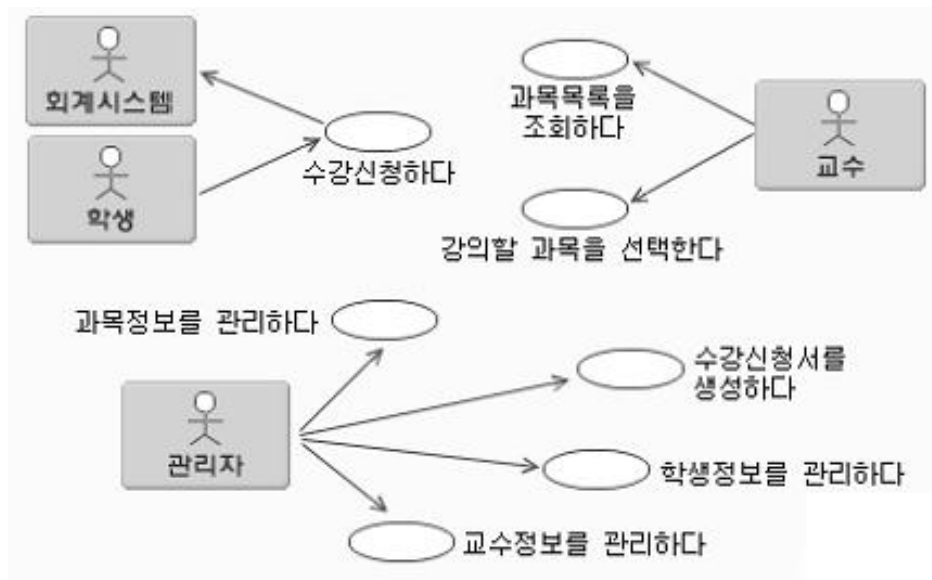 회계시스템
학생
수강신청하다
과목목록을
조회하다
교수
강의할 과목을 선택한다
과목정보를 관리하다
수강신청서를
생성하다
관리자
학생정보를 관리하다
교수정보를 관리하다